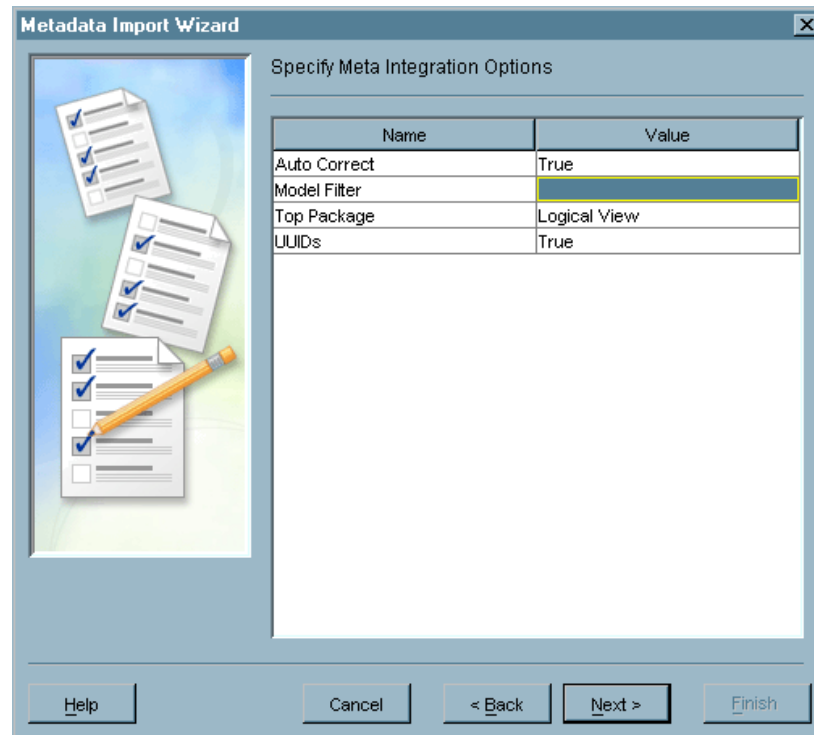 Metadata Import Wizard
Specify Meta Integration Options
Name Value
Auto Correct True
Model Filter
Top Package Logical View
UUIDs True
Help Cancel < Back Next > Finish